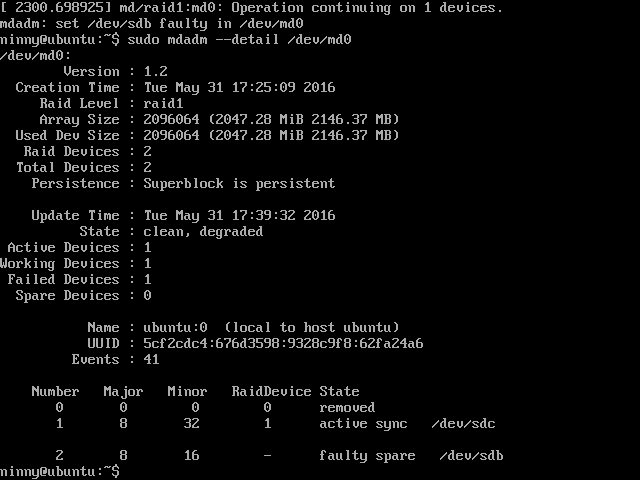 [ 2300.698925] md/raid1:md0: Operation continuing on 1 devices.
mdadm: set /dev/sdb faulty in /dev/md0
minny@ubuntu:~$ sudo mdadm --detail /dev/md0
/dev/md0:
Version : 1.2
Creation Time : Tue May 31 17:25:09 2016
Raid Level : raid1
Array Size : 2096064 (2047.28 MiB 2146.37 MB)
Used Dev Size : 2096064 (2047.28 MiB 2146.37 MB)
Raid Devices : 2
Total Devices : 2
Persistence : Superblock is persistent
Update Time : Tue May 31 17:39:32 2016
State : clean, degraded
Active Devices : 1
Working Devices : 1
Failed Devices : 1
Spare Devices : 0
Name : ubuntu:0  (local to host ubuntu)
UUID : 5cf2cdc4:676d3598:9328c9f8:62fa24a6
Events : 41
Number   Major   Minor   RaidDevice State
0       0        0        0      removed
1       8       32        1      active sync   /dev/sdc
2       8       16        -      faulty spare   /dev/sdb
minny@ubuntu:~$